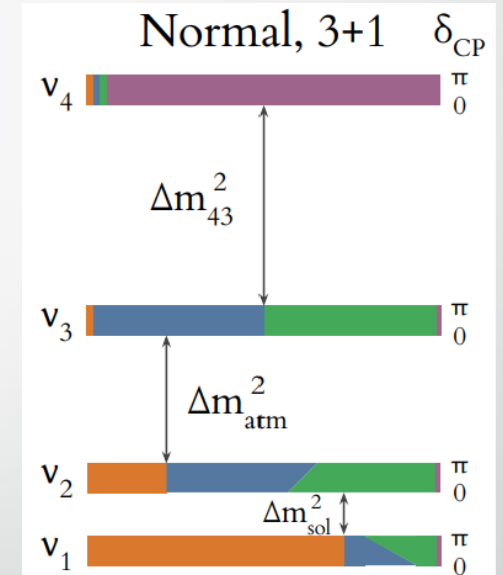 Normal, 3+1 δCP
ν4 π
0
Δm²43
ν3 π
0
Δm²atm
ν2 π
0
Δm²sol
ν1 π
0